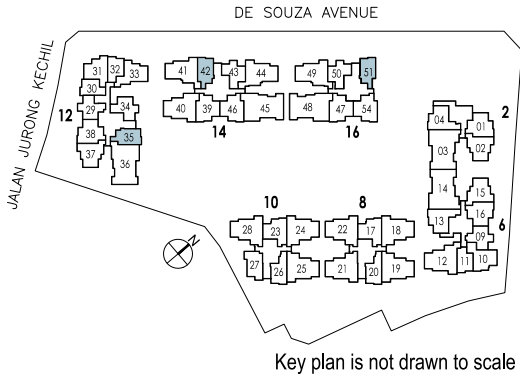 DE SOUZA AVENUE
JALAN JURONG KECHIL
31 32 33
30
29 34
12
38 35
37 36
41 42 43 44
40 39 46 45
14
49 50 51
48 47 54
16
04 01 2
03 02
14 15
13 16 6
09
12 11 10
10
28 23 24
27 26 25
8
22 17 18
21 20 19
N
Key plan is not drawn to scale